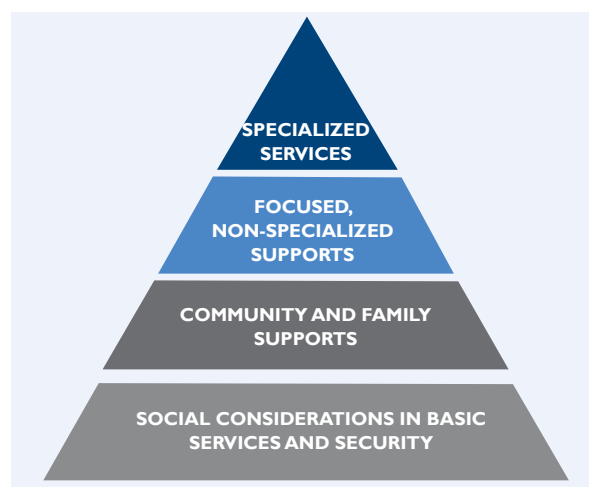 SPECIALIZED
SERVICES
FOCUSED,
NON-SPECIALIZED
SUPPORTS
COMMUNITY AND FAMILY
SUPPORTS
SOCIAL CONSIDERATIONS IN BASIC
SERVICES AND SECURITY